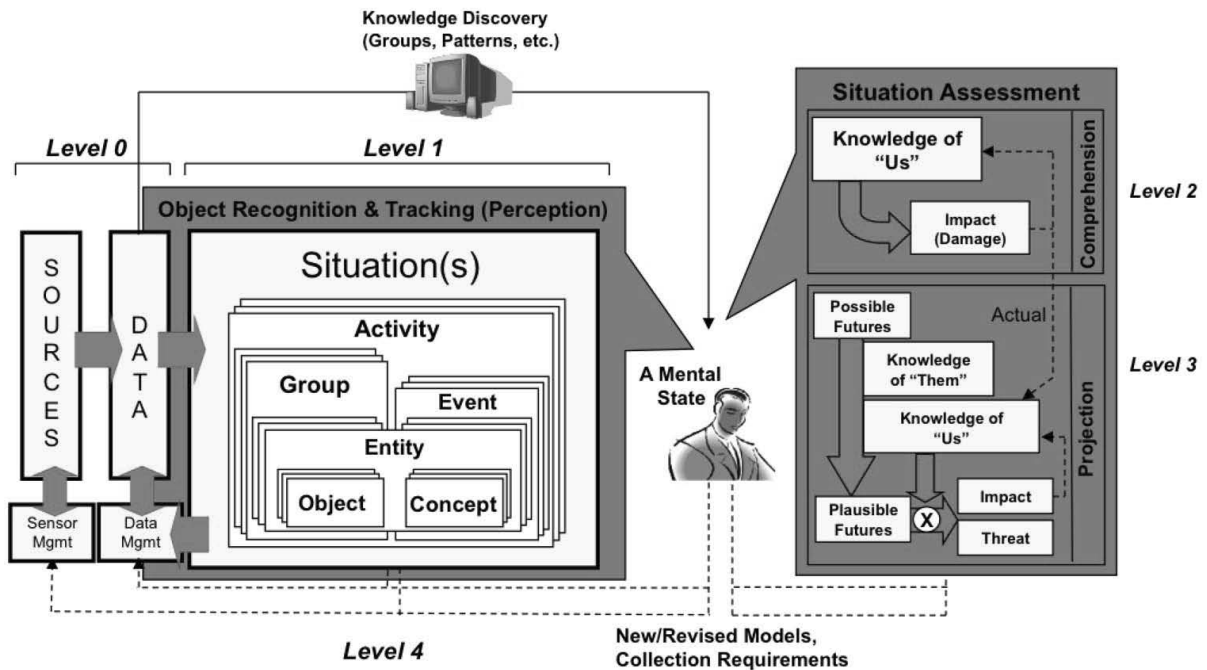 Knowledge Discovery
(Groups, Patterns, etc.)
Level 0
Level 1
Object Recognition & Tracking (Perception)
SOURCES
DATA
Situation(s)
Activity
Group
Event
Entity
Object
Concept
Sensor
Mgmt
Data
Mgmt
Level 4
A Mental
State
New/Revised Models,
Collection Requirements
Situation Assessment
Knowledge of
“Us”
Impact
(Damage)
Comprehension
Level 2
Possible
Futures
Actual
Knowledge
of “Them”
Knowledge of
“Us”
Plausible
Futures
X
Impact
Threat
Projection
Level 3